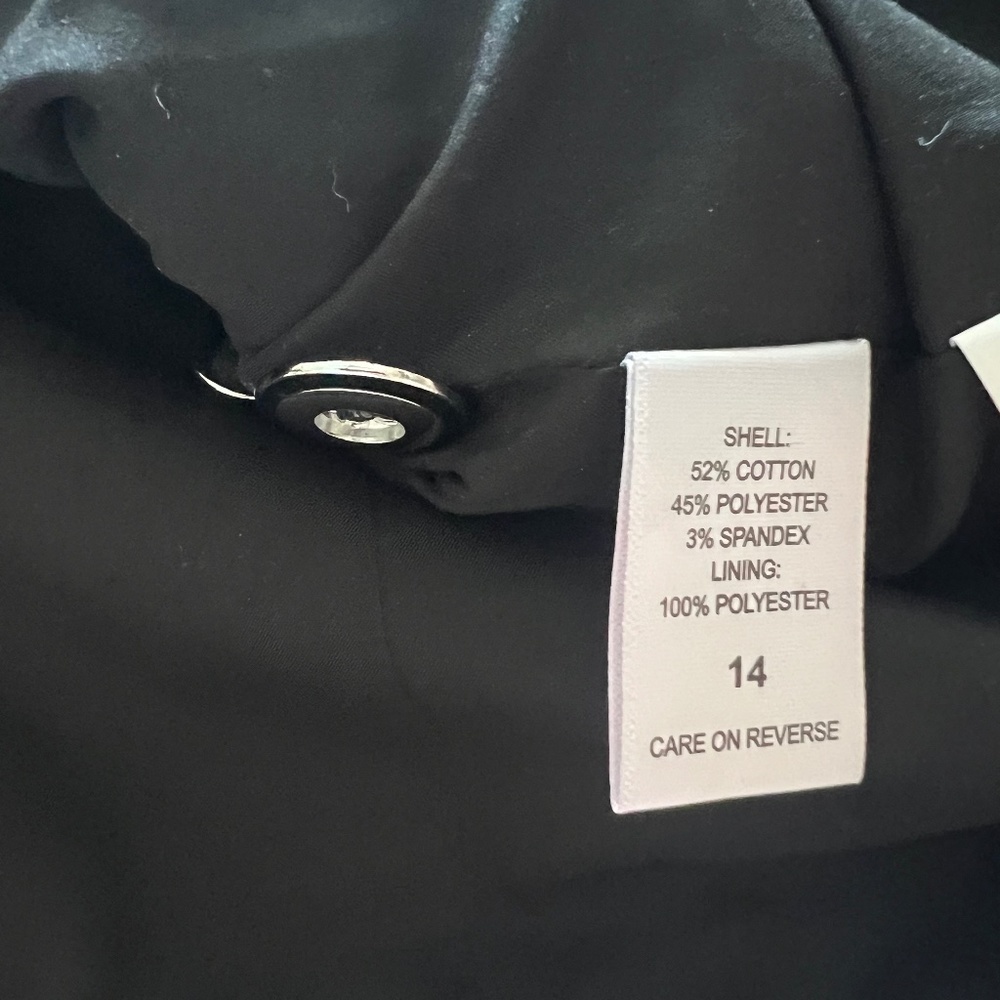 SHELL:
52% COTTON
45% POLYESTER
3% SPANDEX
LINING:
100% POLYESTER
14
CARE ON REVERSE